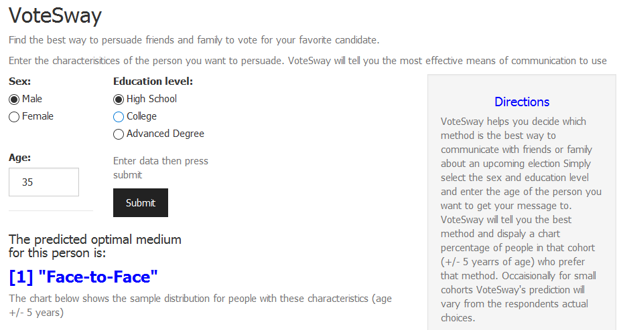 VoteSway
Find the best way to persuade friends and family to vote for your favorite candidate.
Enter the characterisitices of the person you want to persuade. VoteSway will tell you the most effective means of communication to use
Sex:
Male
Female
Education level:
High School
College
Advanced Degree
Age:
35
Enter data then press
submit
Submit
The predicted optimal medium
for this person is:
[1] "Face-to-Face"
The chart below shows the sample distribution for people with these characteristics (age
+/- 5 years)
Directions
VoteSway helps you decide which
method is the best way to
communicate with friends or family
about an upcoming election Simply
select the sex and education level
and enter the age of the person you
want to get your message to.
VoteSway will tell you the best
method and dispaly a chart
percentage of people in that cohort
(+/- 5 yearrs of age) who prefer
that method. Occaisionally for small
cohorts VoteSway's prediction will
vary from the respondents actual
choices.